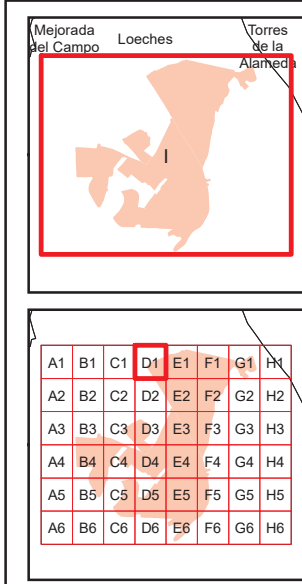 Mejorada
del Campo
Loeches
Torres
de la
Alameda
I
A1 B1 C1 D1 E1 F1 G1 H1
A2 B2 C2 D2 E2 F2 G2 H2
A3 B3 C3 D3 E3 F3 G3 H3
A4 B4 C4 D4 E4 F4 G4 H4
A5 B5 C5 D5 E5 F5 G5 H5
A6 B6 C6 D6 E6 F6 G6 H6